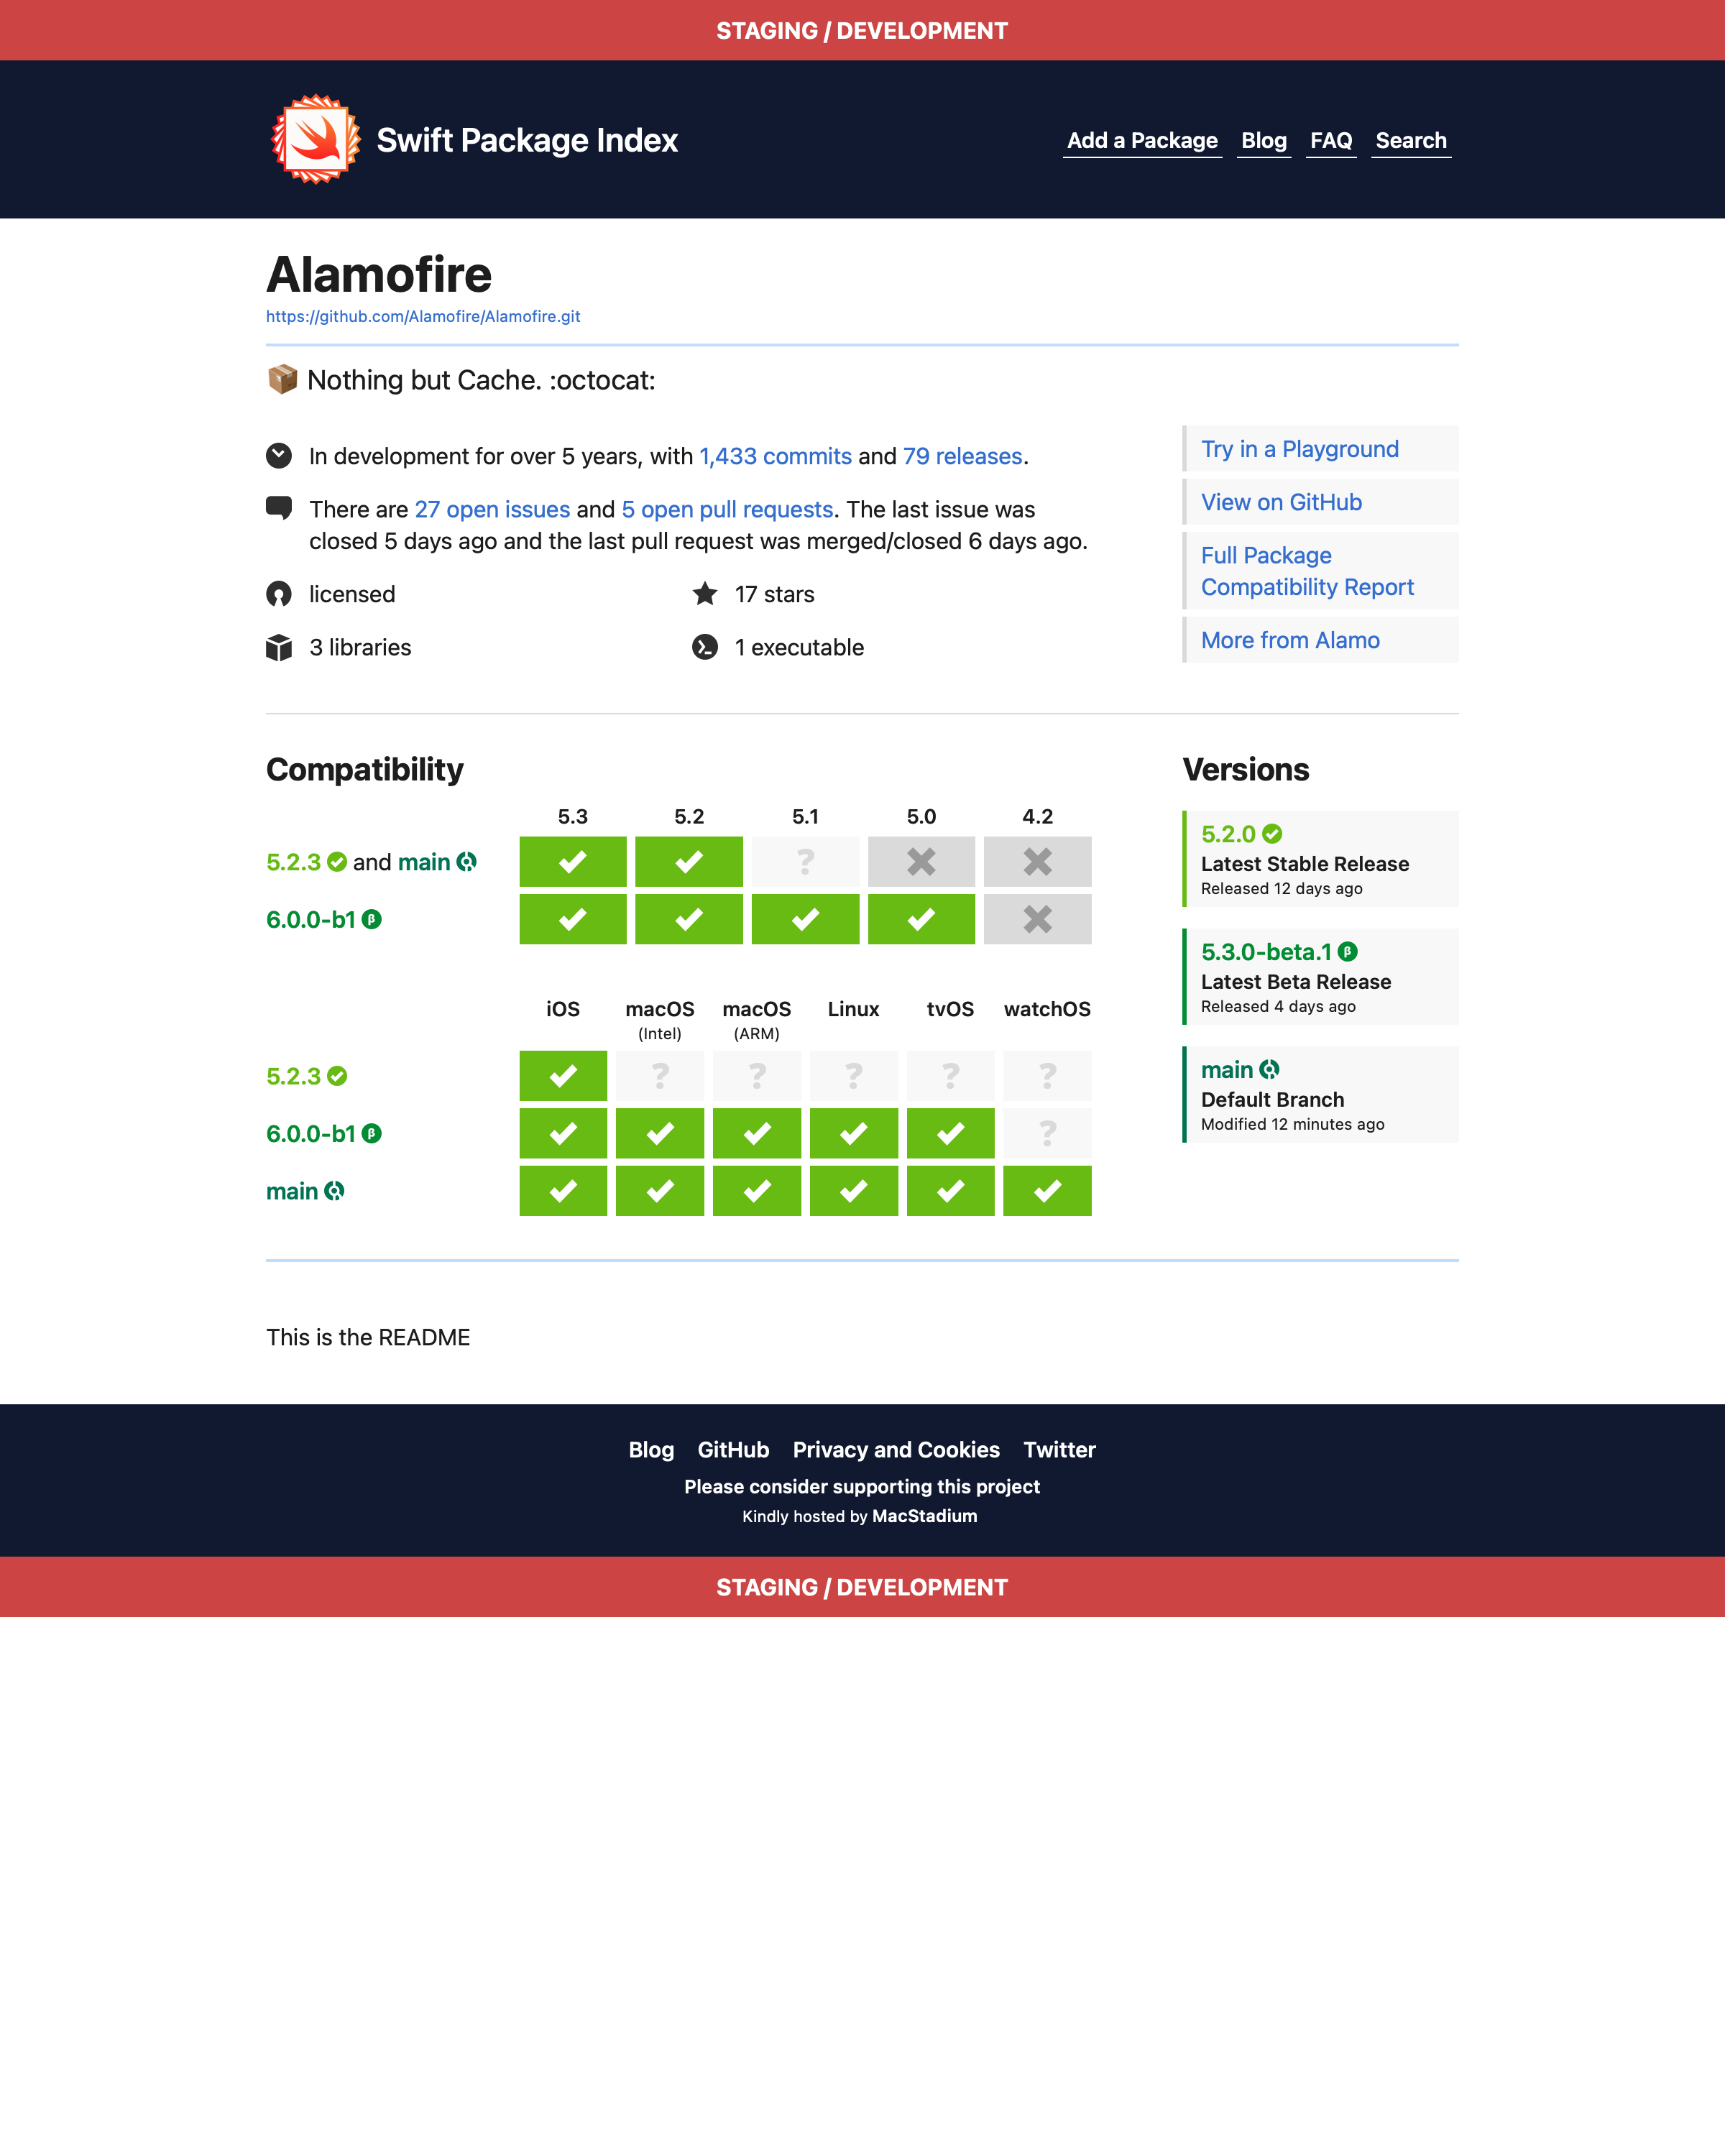 STAGING / DEVELOPMENT
Swift Package Index
Add a Package Blog FAQ Search
Alamofire
https://github.com/Alamofire/Alamofire.git
📦 Nothing but Cache. :octocat:
In development for over 5 years, with 1,433 commits and 79 releases.
There are 27 open issues and 5 open pull requests. The last issue was
closed 5 days ago and the last pull request was merged/closed 6 days ago.
licensed
17 stars
3 libraries
1 executable
Try in a Playground
View on GitHub
Full Package
Compatibility Report
More from Alamo
Compatibility
5.3 5.2 5.1 5.0 4.2
5.2.3 and main
?
6.0.0-b1 β
iOS macOS macOS Linux tvOS watchOS
(Intel) (ARM)
5.2.3
? ? ? ? ?
6.0.0-b1 β
?
main
Versions
5.2.0
Latest Stable Release
Released 12 days ago
5.3.0-beta.1 β
Latest Beta Release
Released 4 days ago
main
Default Branch
Modified 12 minutes ago
This is the README
Blog GitHub Privacy and Cookies Twitter
Please consider supporting this project
Kindly hosted by MacStadium
STAGING / DEVELOPMENT